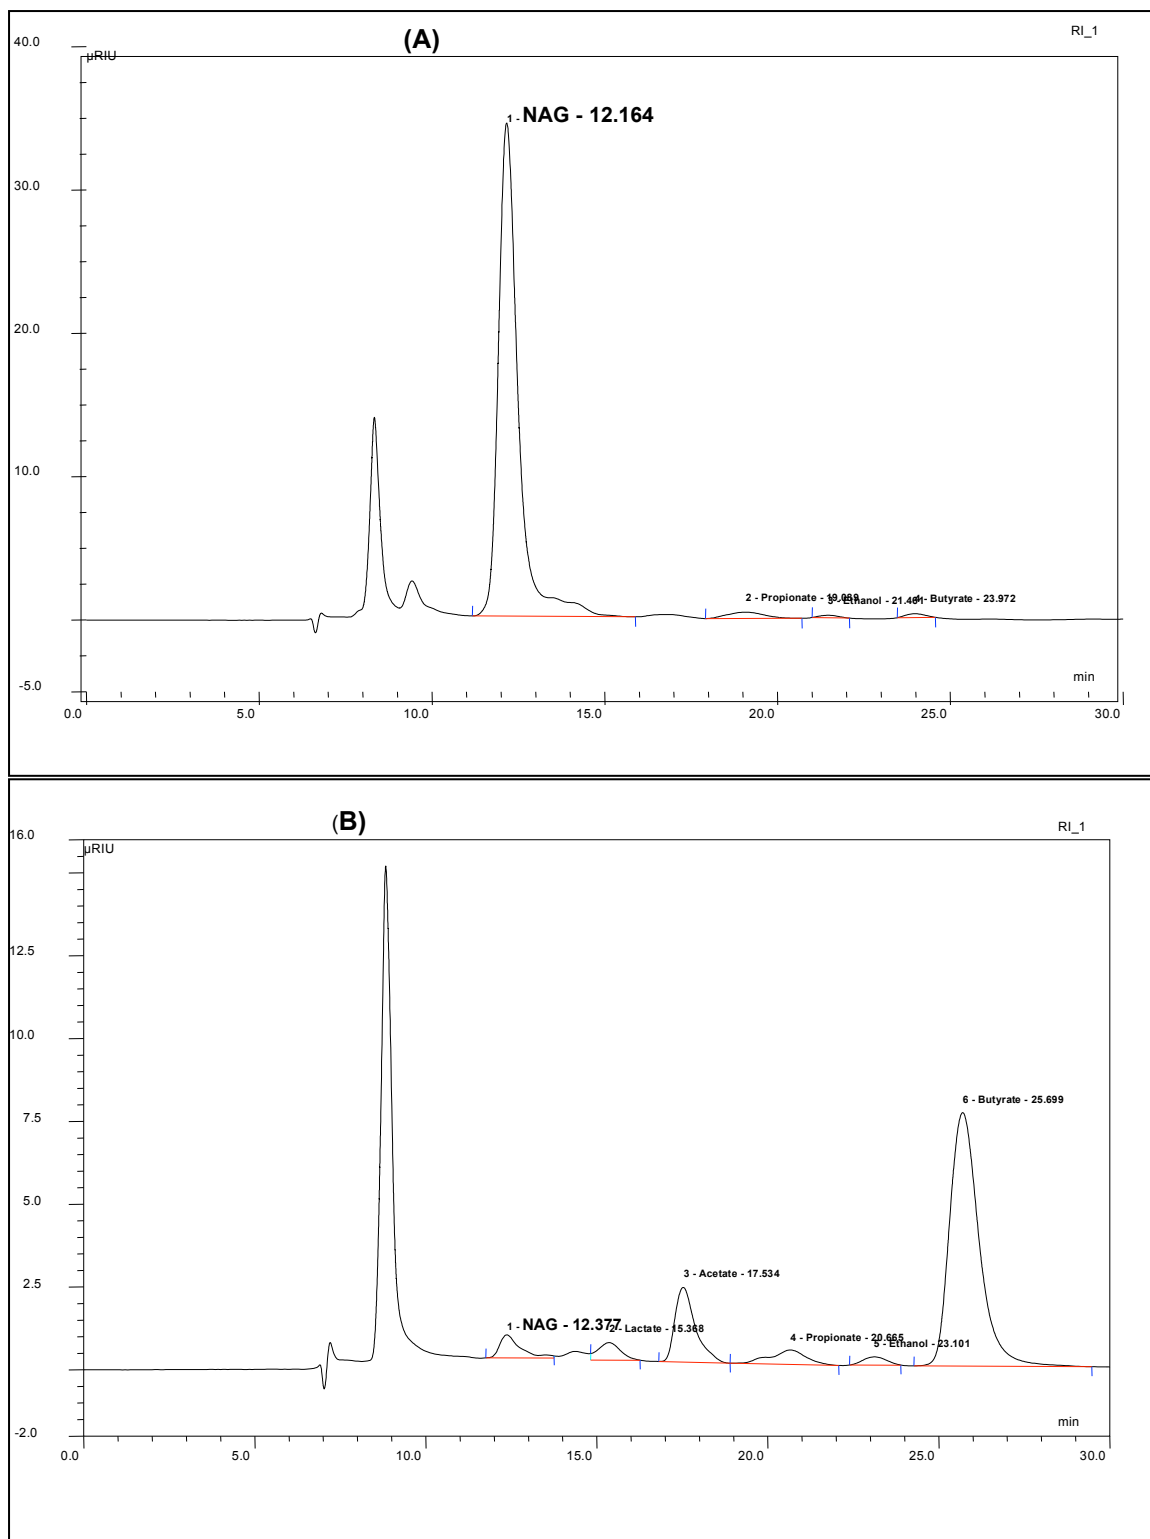 (A)
RI_1
40.0
µRIU
1 - NAG - 12.164
30.0
20.0
10.0
2 - Propionate - 19.089
3 - Ethanol - 21.461
4 - Butyrate - 23.972
-5.0
min
0.0 5.0 10.0 15.0 20.0 25.0 30.0
(B)
RI_1
16.0
µRIU
12.5
10.0
7.5
6 - Butyrate - 25.699
5.0
2.5
3 - Acetate - 17.534
1 - NAG - 12.377
2 - Lactate - 15.368
4 - Propionate - 20.665
5 - Ethanol - 23.101
-2.0
min
0.0 5.0 10.0 15.0 20.0 25.0 30.0